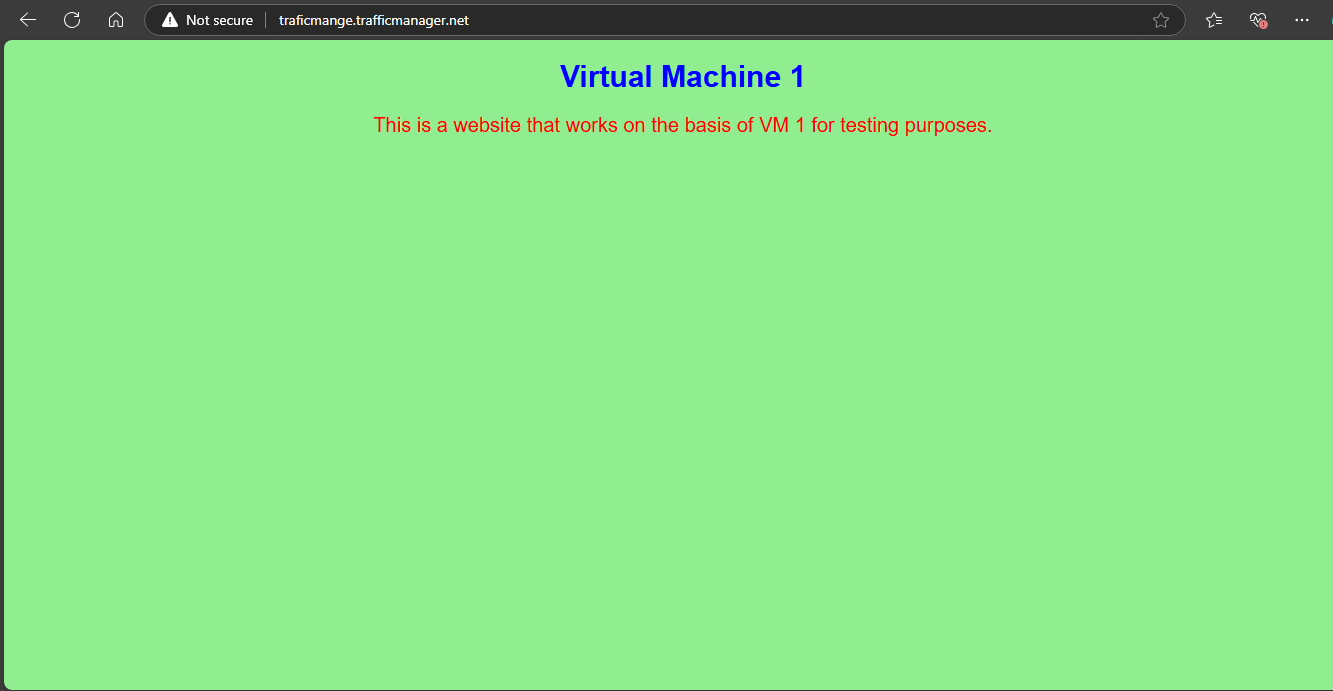 Not secure traficmange.trafficmanager.net
Virtual Machine 1
This is a website that works on the basis of VM 1 for testing purposes.